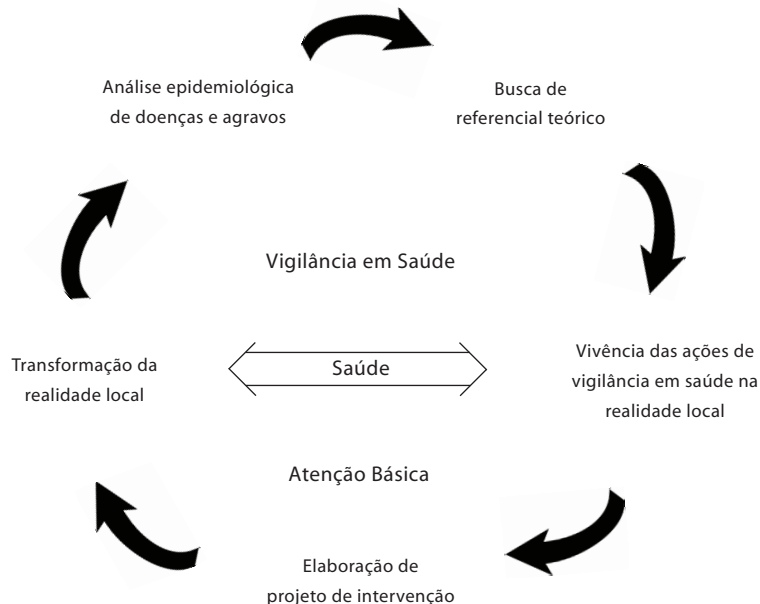 Análise epidemiológica
de doenças e agravos
Busca de
referencial teórico
Vigilância em Saúde
Transformação da
realidade local
Saúde
Vivência das ações de
vigilância em saúde na
realidade local
Atenção Básica
Elaboração de
projeto de intervenção